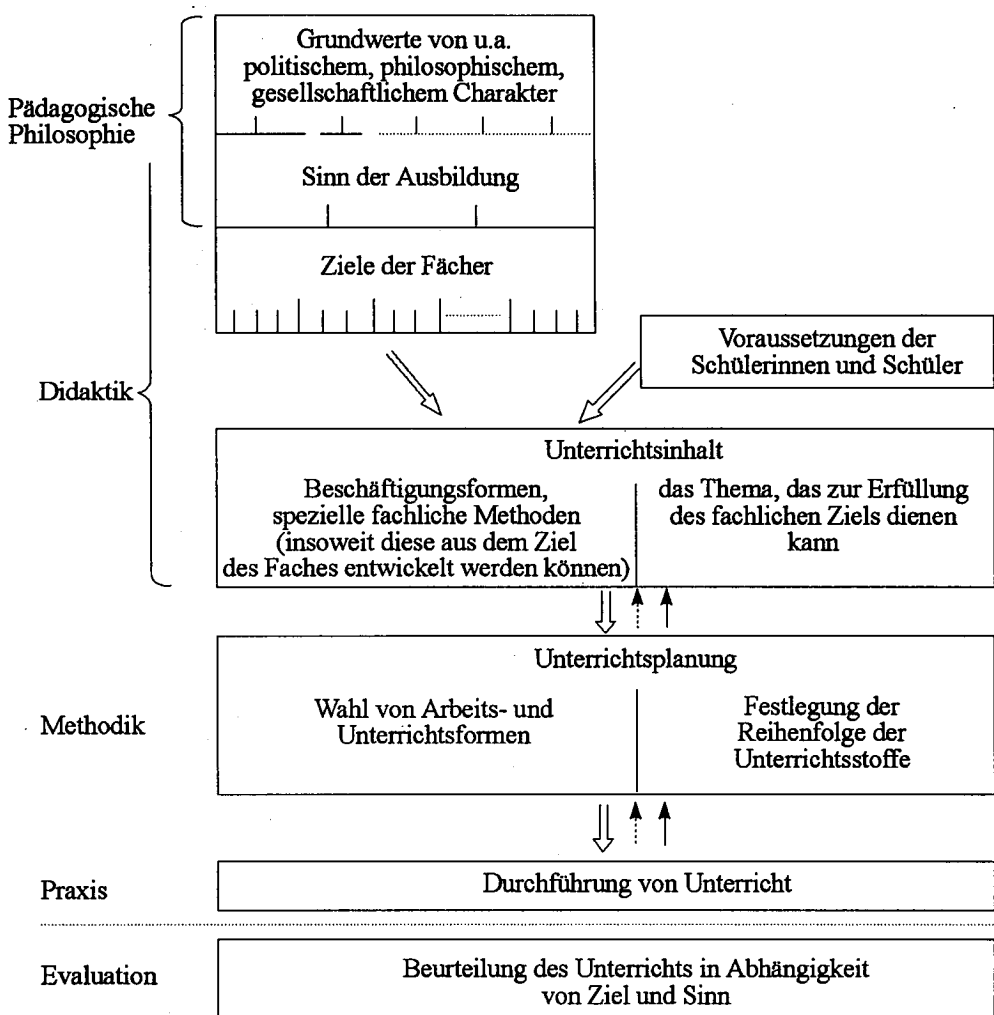 Grundwerte von u.a.
politischem, philosophischem,
gesellschaftlichem Charakter
Pädagogische
Philosophie
Sinn der Ausbildung
Ziele der Fächer
Voraussetzungen der
Schülerinnen und Schüler
Didaktik
Unterrichtsinhalt
Beschäftigungsformen,
spezielle fachliche Methoden
(insoweit diese aus dem Ziel
des Faches entwickelt werden können)
das Thema, das zur Erfüllung
des fachlichen Ziels dienen
kann
Unterrichtsplanung
Methodik
Wahl von Arbeits- und
Unterrichtsformen
Festlegung der
Reihenfolge der
Unterrichtsstoffe
Praxis
Durchführung von Unterricht
Evaluation
Beurteilung des Unterrichts in Abhängigkeit
von Ziel und Sinn